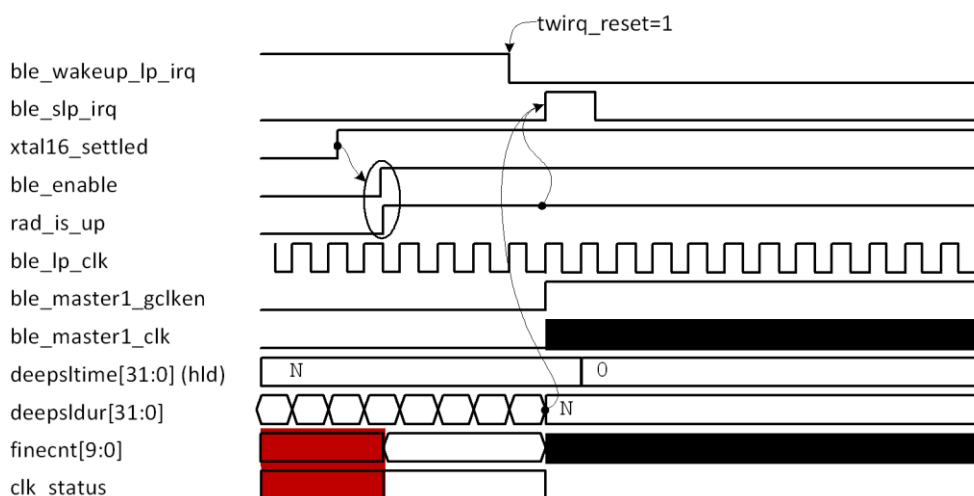 twirq_reset=1
ble_wakeup_lp_irq
ble_slp_irq
xtal16_settled
ble_enable
rad_is_up
ble_lp_clk
ble_master1_gclken
ble_master1_clk
deepsltime[31:0] (hld) N 0
deepsldur[31:0] N
finecnt[9:0]
clk_status